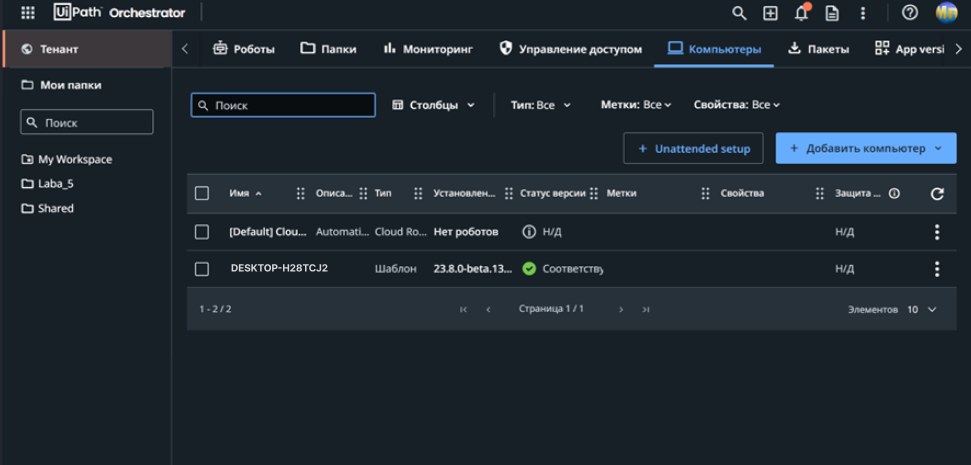 UiPath Orchestrator
Тенант
Роботы
Папки
Мониторинг
Управление доступом
Компьютеры
Пакеты
App versi
Мои папки
Поиск
My Workspace
Laba_5
Shared
Поиск
Столбцы
Тип: Все
Метки: Все
Свойства: Все
+ Unattended setup
+ Добавить компьютер
Имя Описа... Тип Установлен... Статус версии Метки Свойства Защита ...
[Default] Clou... Automati... Cloud Ro... Нет роботов Н/Д Н/Д
DESKTOP-H28TCJ2 Шаблон 23.8.0-beta.13... Соответству Н/Д
1 - 2 / 2 Страница 1 / 1 Элементов 10